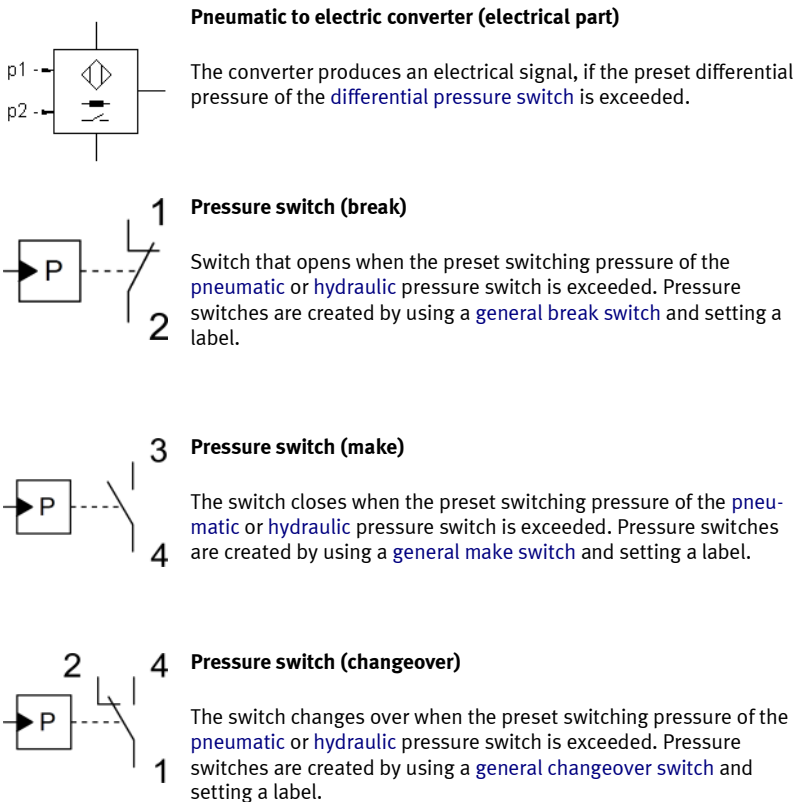 Pneumatic to electric converter (electrical part)
p1
p2
The converter produces an electrical signal, if the preset differential
pressure of the differential pressure switch is exceeded.
1
P
2
Pressure switch (break)
Switch that opens when the preset switching pressure of the
pneumatic or hydraulic pressure switch is exceeded. Pressure
switches are created by using a general break switch and setting a
label.
3
P
4
Pressure switch (make)
The switch closes when the preset switching pressure of the pneu-
matic or hydraulic pressure switch is exceeded. Pressure switches
are created by using a general make switch and setting a label.
2 4
P
1
Pressure switch (changeover)
The switch changes over when the preset switching pressure of the
pneumatic or hydraulic pressure switch is exceeded. Pressure
switches are created by using a general changeover switch and
setting a label.